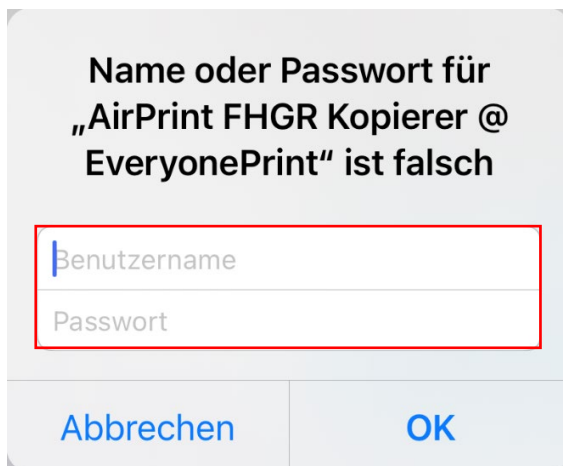 Name oder Passwort für
„AirPrint FHGR Kopierer @
EveryonePrint“ ist falsch
Benutzername
Passwort
Abbrechen
OK